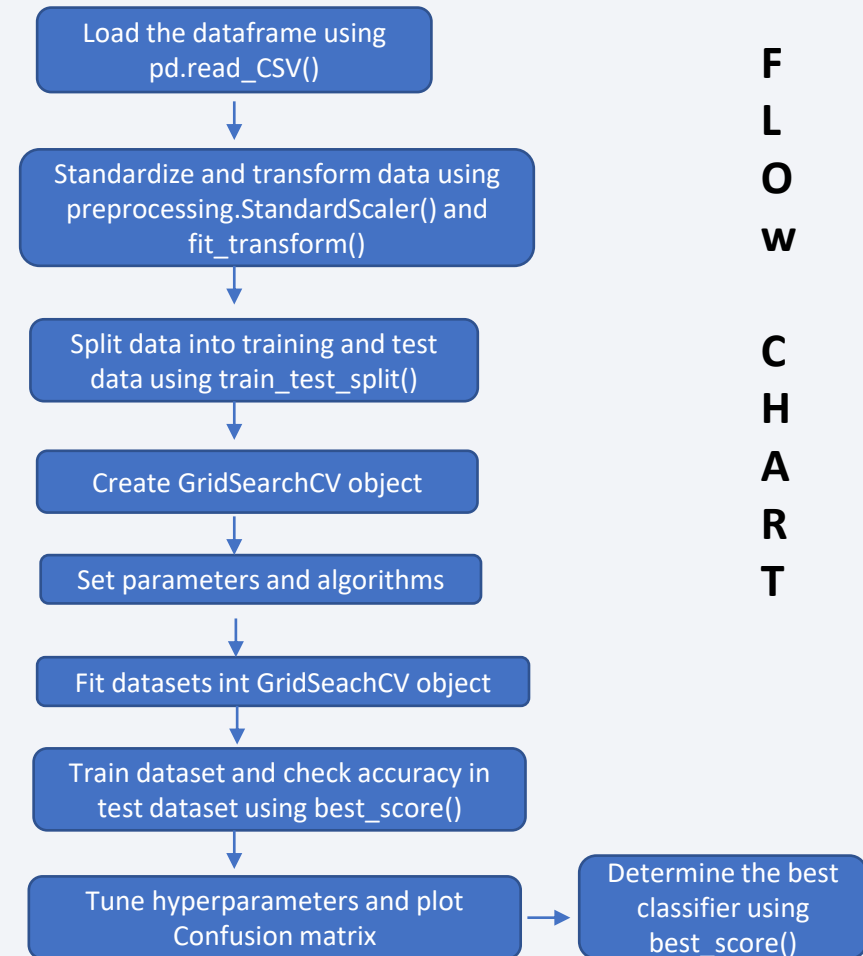 Load the dataframe using
pd.read_CSV()
Standardize and transform data using
preprocessing.StandardScaler() and
fit_transform()
Split data into training and test
data using train_test_split()
Create GridSearchCV object
Set parameters and algorithms
Fit datasets int GridSeachCV object
Train dataset and check accuracy in
test dataset using best_score()
Tune hyperparameters and plot
Confusion matrix
Determine the best
classifier using
best_score()
F
L
O
w
C
H
A
R
T